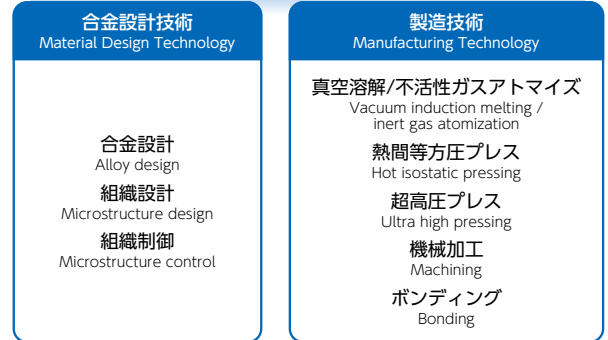 合金設計技術
Material Design Technology
合金設計
Alloy design
組織設計
Microstructure design
組織制御
Microstructure control
製造技術
Manufacturing Technology
真空溶解/不活性ガスアトマイズ
Vacuum induction melting /
inert gas atomization
熱間等方圧プレス
Hot isostatic pressing
超高圧プレス
Ultra high pressing
機械加工
Machining
ボンディング
Bonding